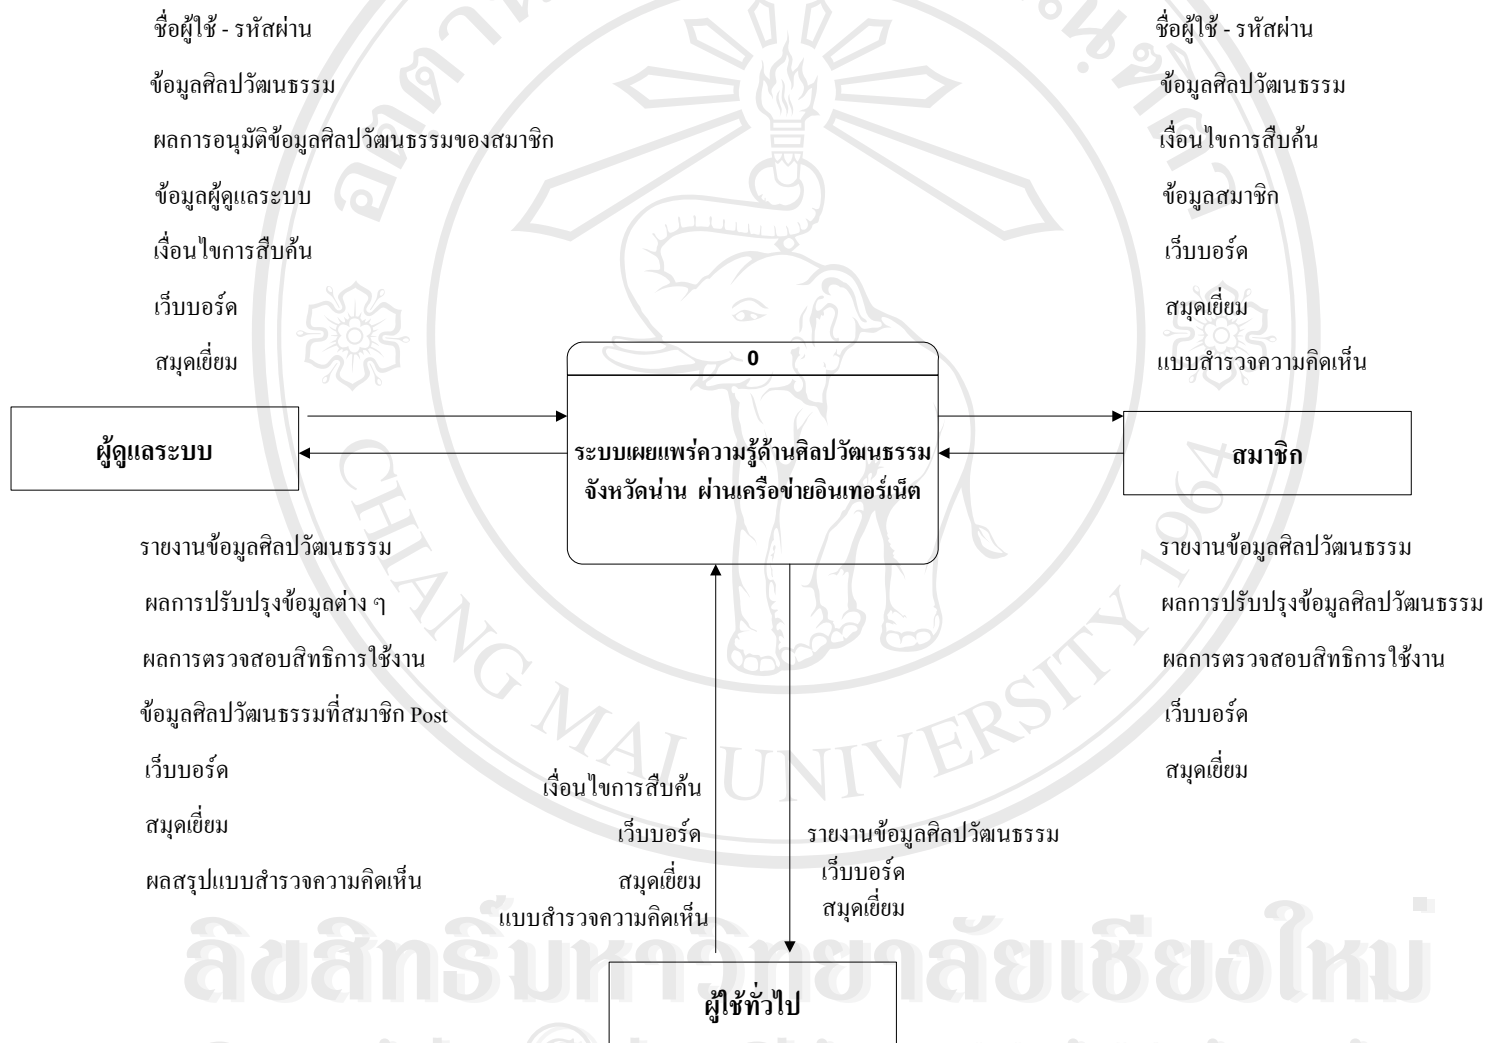 ชื่อผู้ใช้ - รหัสผ่าน
ข้อมูลศิลปวัฒนธรรม
ผลการอนุมัติข้อมูลศิลปวัฒนธรรมของสมาชิก
ข้อมูลผู้ดูแลระบบ
เงื่อนไขการสืบค้น
เว็บบอร์ด
สมุดเยี่ยม
ชื่อผู้ใช้ - รหัสผ่าน
ข้อมูลศิลปวัฒนธรรม
เงื่อนไขการสืบค้น
ข้อมูลสมาชิก
เว็บบอร์ด
สมุดเยี่ยม
แบบสำรวจความคิดเห็น
0
ผู้ดูแลระบบ
ระบบเผยแพร่ความรู้ด้านศิลปวัฒนธรรม
จังหวัดน่าน ผ่านเครือข่ายอินเทอร์เน็ต
สมาชิก
รายงานข้อมูลศิลปวัฒนธรรม
ผลการปรับปรุงข้อมูลต่าง ๆ
ผลการตรวจสอบสิทธิการใช้งาน
ข้อมูลศิลปวัฒนธรรมที่สมาชิก Post
เว็บบอร์ด
สมุดเยี่ยม
ผลสรุปแบบสำรวจความคิดเห็น
รายงานข้อมูลศิลปวัฒนธรรม
ผลการปรับปรุงข้อมูลศิลปวัฒนธรรม
ผลการตรวจสอบสิทธิการใช้งาน
เว็บบอร์ด
สมุดเยี่ยม
เงื่อนไขการสืบค้น
เว็บบอร์ด
สมุดเยี่ยม
แบบสำรวจความคิดเห็น
รายงานข้อมูลศิลปวัฒนธรรม
เว็บบอร์ด
สมุดเยี่ยม
ผู้ใช้ทั่วไป
CHIANG MAI UNIVERSITY 1964
ลิขสิทธิ์มหาวิทยาลัยเชียงใหม่